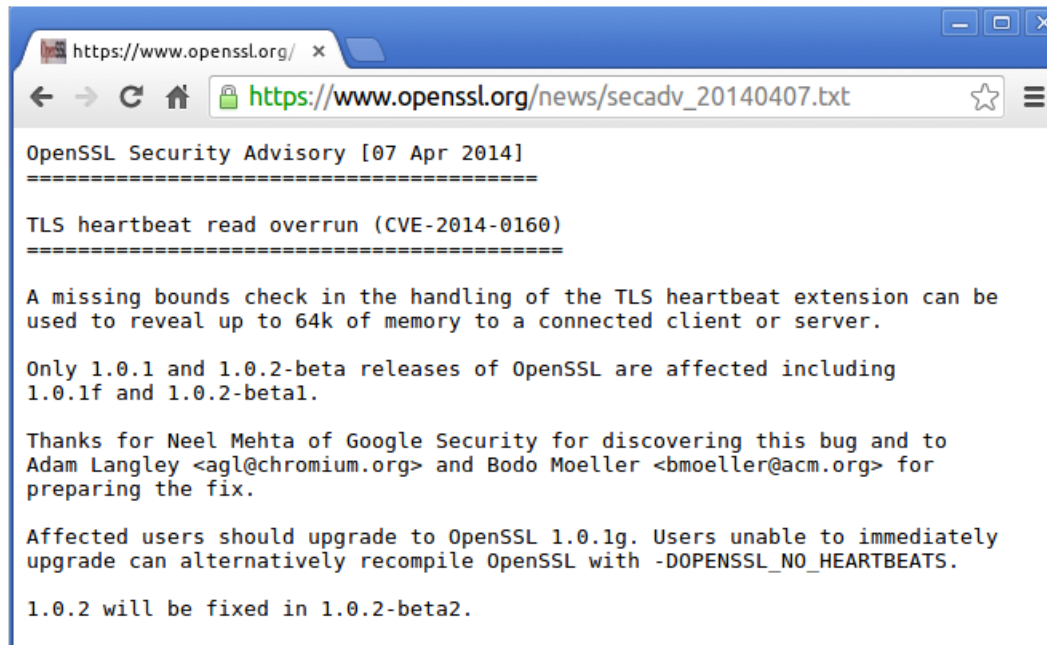 https://www.openssl.org/
https://www.openssl.org/news/secadv_20140407.txt
OpenSSL Security Advisory [07 Apr 2014]
========================================
TLS heartbeat read overrun (CVE-2014-0160)
==========================================
A missing bounds check in the handling of the TLS heartbeat extension can be
used to reveal up to 64k of memory to a connected client or server.
Only 1.0.1 and 1.0.2-beta releases of OpenSSL are affected including
1.0.1f and 1.0.2-beta1.
Thanks for Neel Mehta of Google Security for discovering this bug and to
Adam Langley <agl@chromium.org> and Bodo Moeller <bmoeller@acm.org> for
preparing the fix.
Affected users should upgrade to OpenSSL 1.0.1g. Users unable to immediately
upgrade can alternatively recompile OpenSSL with -DOPENSSL_NO_HEARTBEATS.
1.0.2 will be fixed in 1.0.2-beta2.